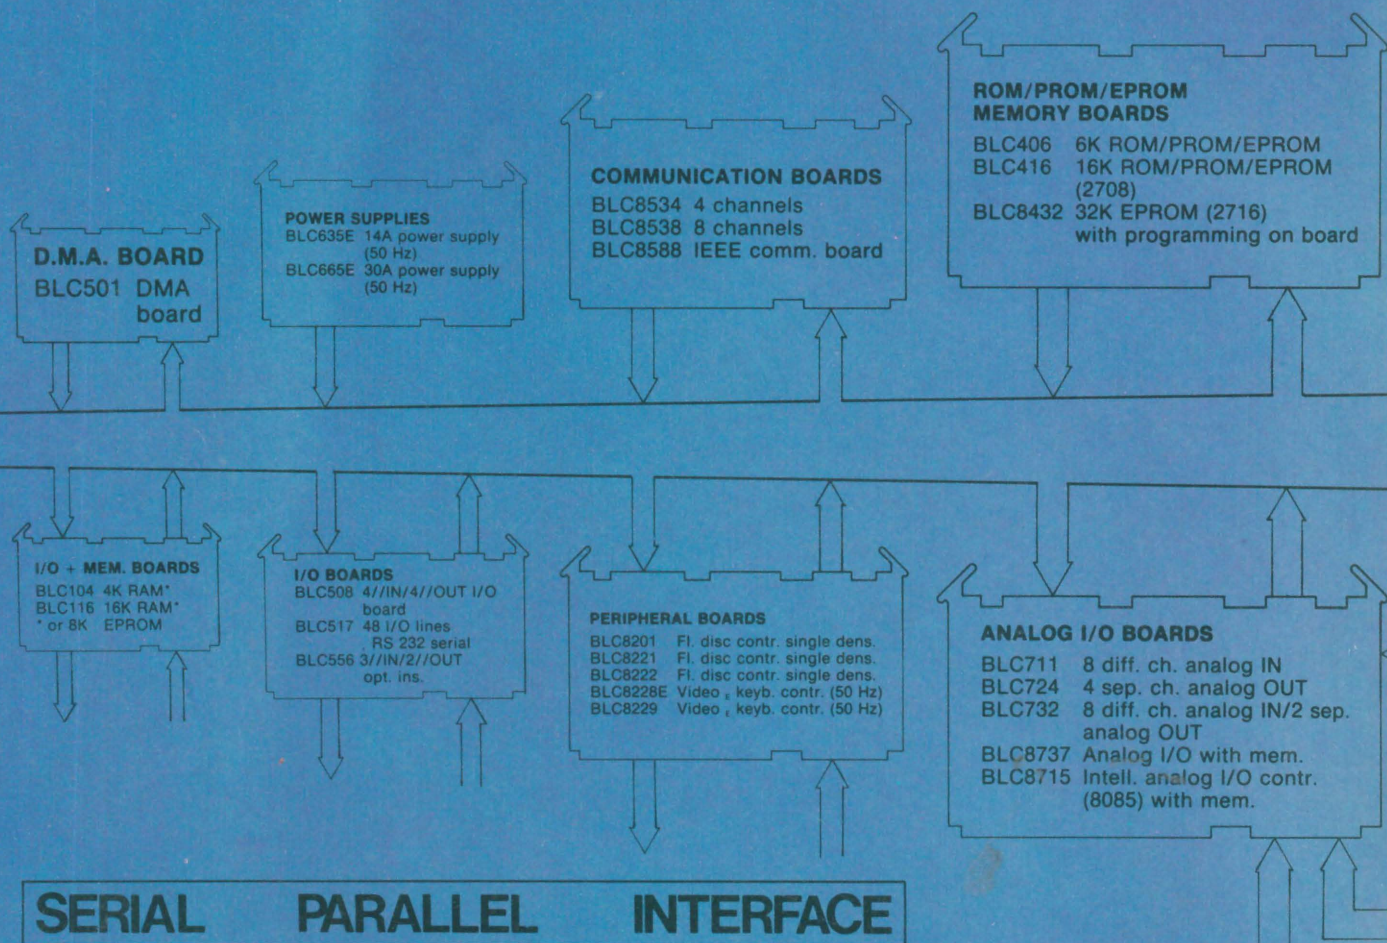 D.M.A. BOARD
BLC501 DMA
board
POWER SUPPLIES
BLC635E 14A power supply
(50 Hz)
BLC665E 30A power supply
(50 Hz)
COMMUNICATION BOARDS
BLC8534 4 channels
BLC8538 8 channels
BLC8588 IEEE comm. board
ROM/PROM/EPROM
MEMORY BOARDS
BLC406 6K ROM/PROM/EPROM
BLC416 16K ROM/PROM/EPROM
(2708)
BLC8432 32K EPROM (2716)
with programming on board
I/O + MEM. BOARDS
BLC104 4K RAM*
BLC116 16K RAM*
* or 8K EPROM
I/O BOARDS
BLC508 4//IN/4//OUT I/O
board
BLC517 48 I/O lines
RS 232 serial
BLC556 3//IN/2//OUT
opt. ins.
PERIPHERAL BOARDS
BLC8201 Fl. disc contr. single dens.
BLC8221 Fl. disc contr. single dens.
BLC8222 Fl. disc contr. single dens.
BLC8228E Video, keyb. contr. (50 Hz)
BLC8229 Video, keyb. contr. (50 Hz)
ANALOG I/O BOARDS
BLC711 8 diff. ch. analog IN
BLC724 4 sep. ch. analog OUT
BLC732 8 diff. ch. analog IN/2 sep.
analog OUT
BLC8737 Analog I/O with mem.
BLC8715 Intell. analog I/O contr.
(8085) with mem.
SERIAL PARALLEL INTERFACE